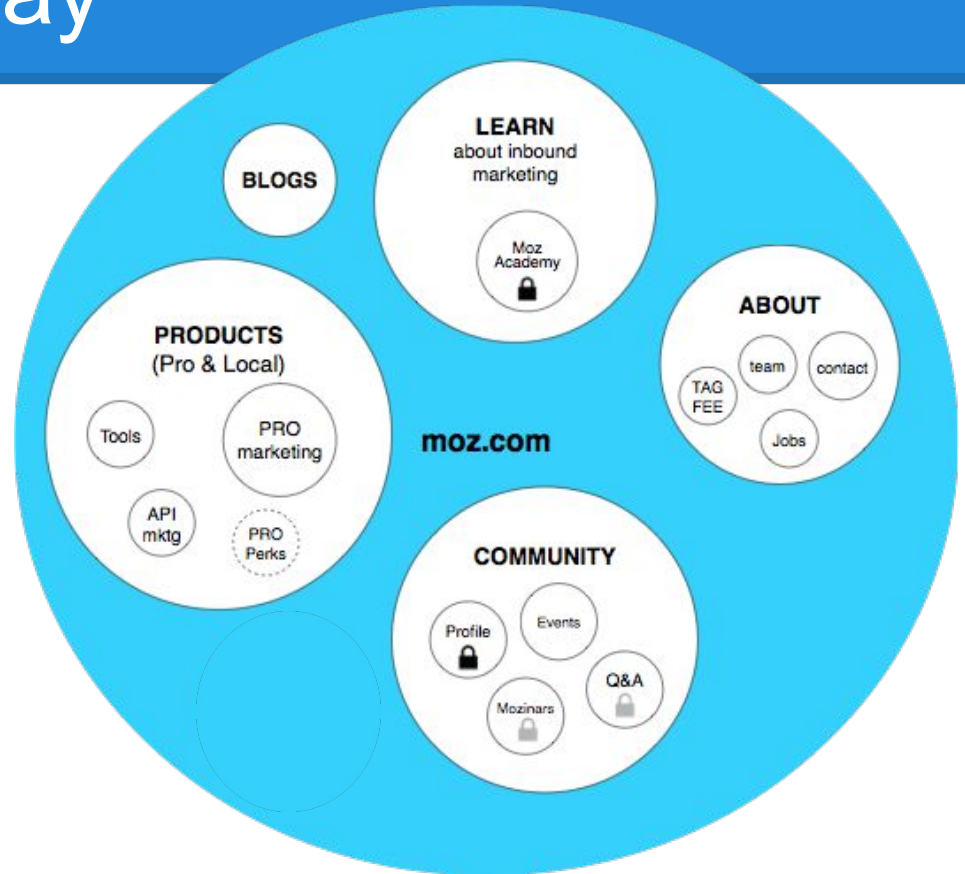 LEARN
about inbound
marketing
Moz
Academy
BLOGS
ABOUT
team
contact
TAG
FEE
Jobs
PRODUCTS
(Pro & Local)
Tools
PRO
marketing
API
mktg
PRO
Perks
moz.com
COMMUNITY
Profile
Events
Mozinars
Q&A